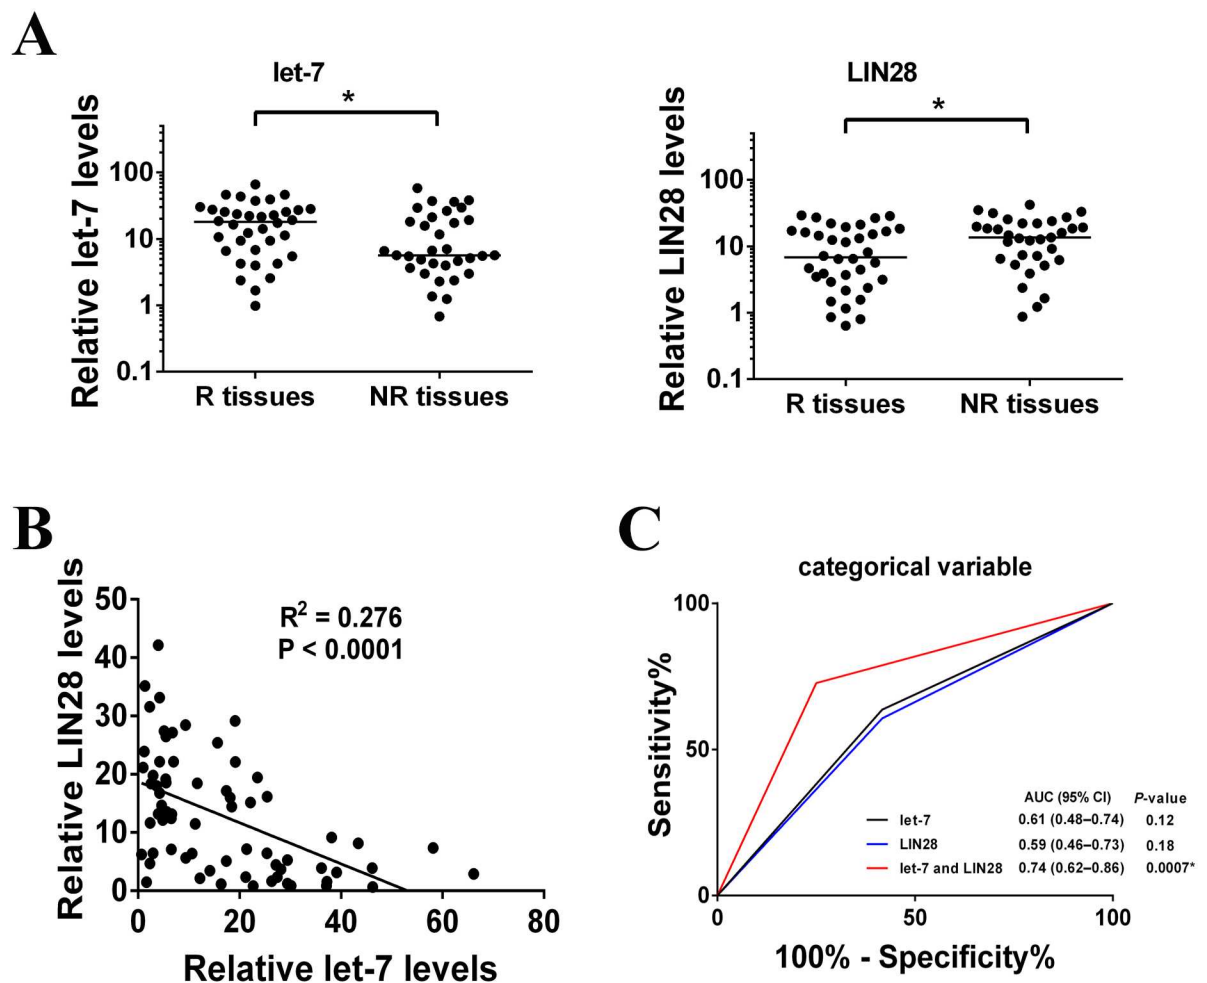 A
let-7
*
Relative let-7 levels
100
10
1
0.1
R tissues NR tissues
LIN28
*
Relative LIN28 levels
100
10
1
0.1
R tissues NR tissues
B
Relative LIN28 levels
50
40
30
20
10
0
R² = 0.276
P < 0.0001
0 20 40 60 80
Relative let-7 levels
C
categorical variable
Sensitivity%
100
50
0
AUC (95% CI) P-value
let-7 0.61 (0.48–0.74) 0.12
LIN28 0.59 (0.46–0.73) 0.18
let-7 and LIN28 0.74 (0.62–0.86) 0.0007*
0 50 100
100% - Specificity%